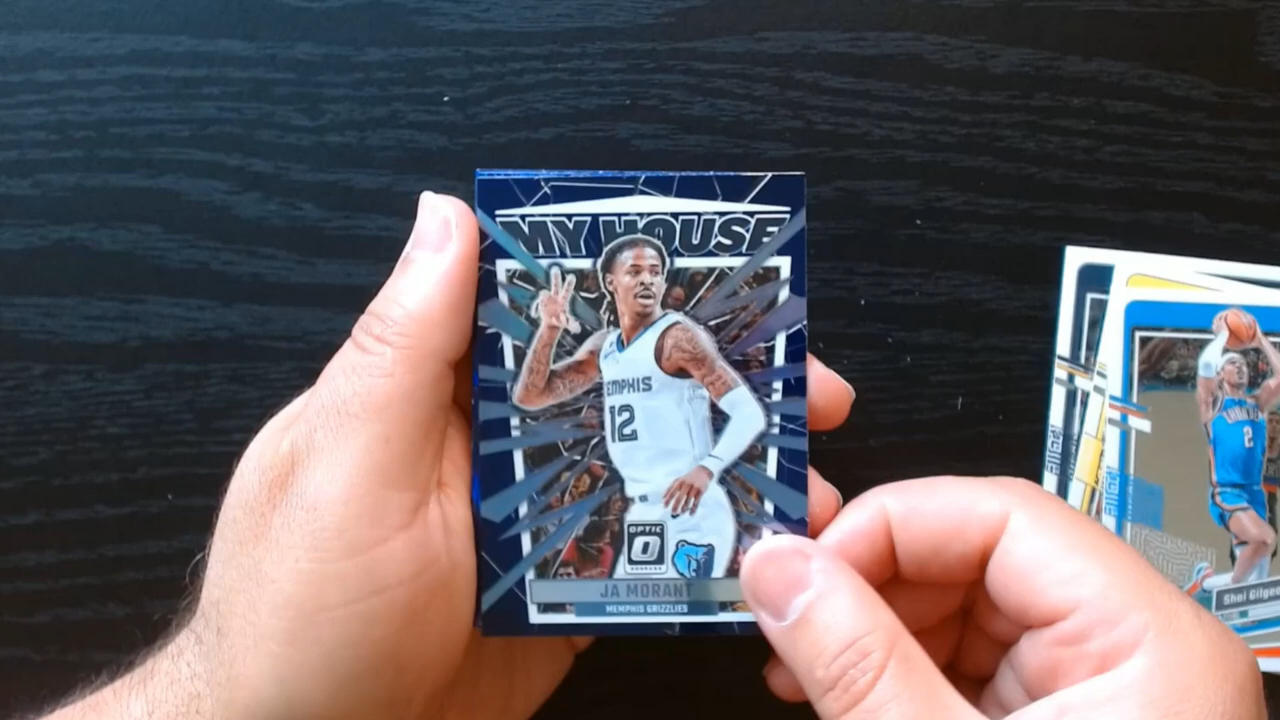 MY HOUSE
MEMPHIS
12
OPTIC
DONRUSS
JA MORANT
MEMPHIS GRIZZLIES
2
Shai Gilgeo